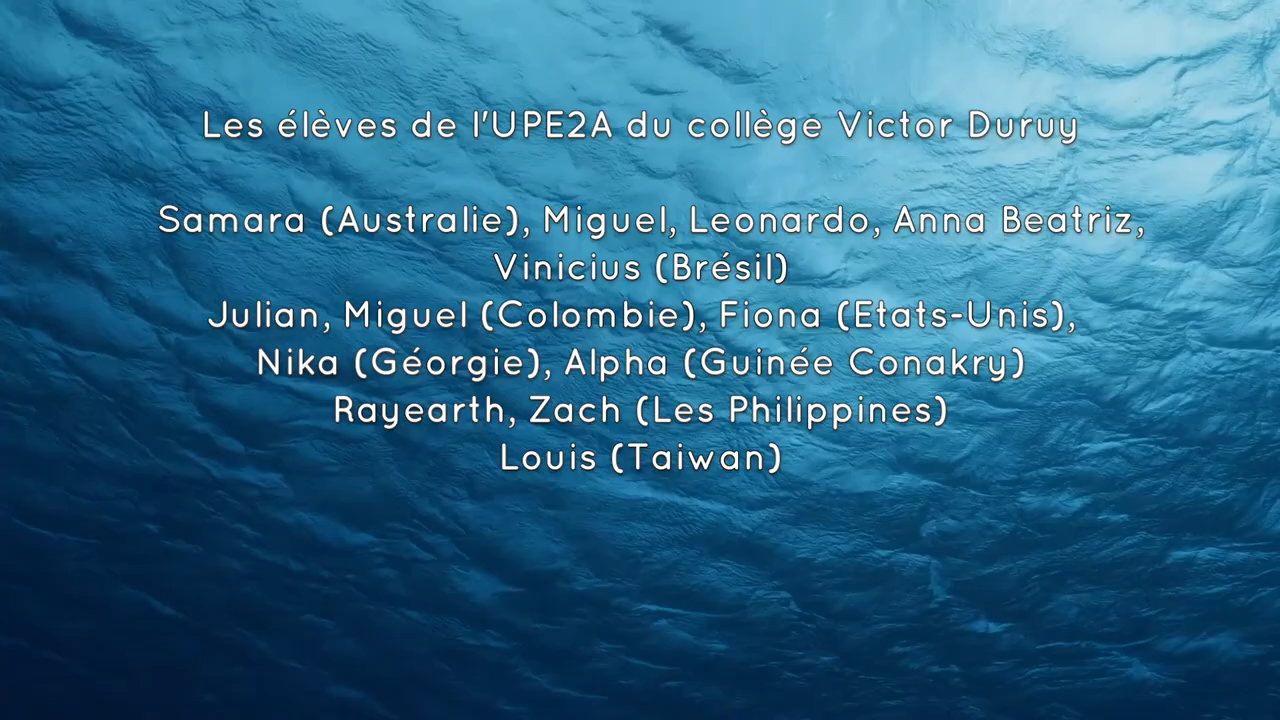 Les élèves de l'UPE2A du collège Victor Duruy
Samara (Australie), Miguel, Leonardo, Anna Beatriz,
Vinicius (Brésil)
Julian, Miguel (Colombie), Fiona (Etats-Unis),
Nika (Géorgie), Alpha (Guinée Conakry)
Rayearth, Zach (Les Philippines)
Louis (Taiwan)